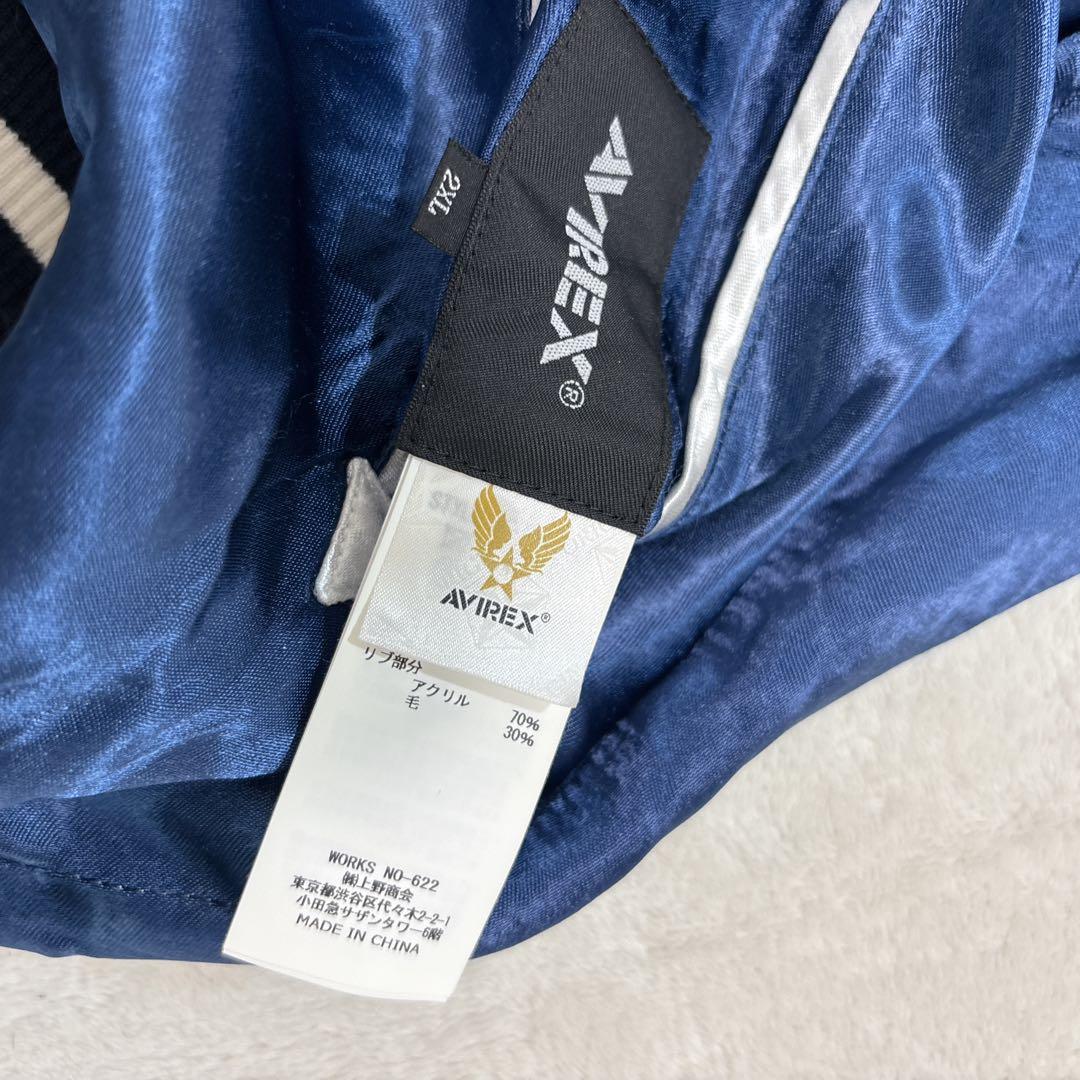 AVIREX®
2XL
AVIREX®
リブ部分
アクリル 70%
毛 30%
WORKS NO-622
㈱上野商会
東京都渋谷区代々木2-2-1
小田急サザンタワー6階
MADE IN CHINA